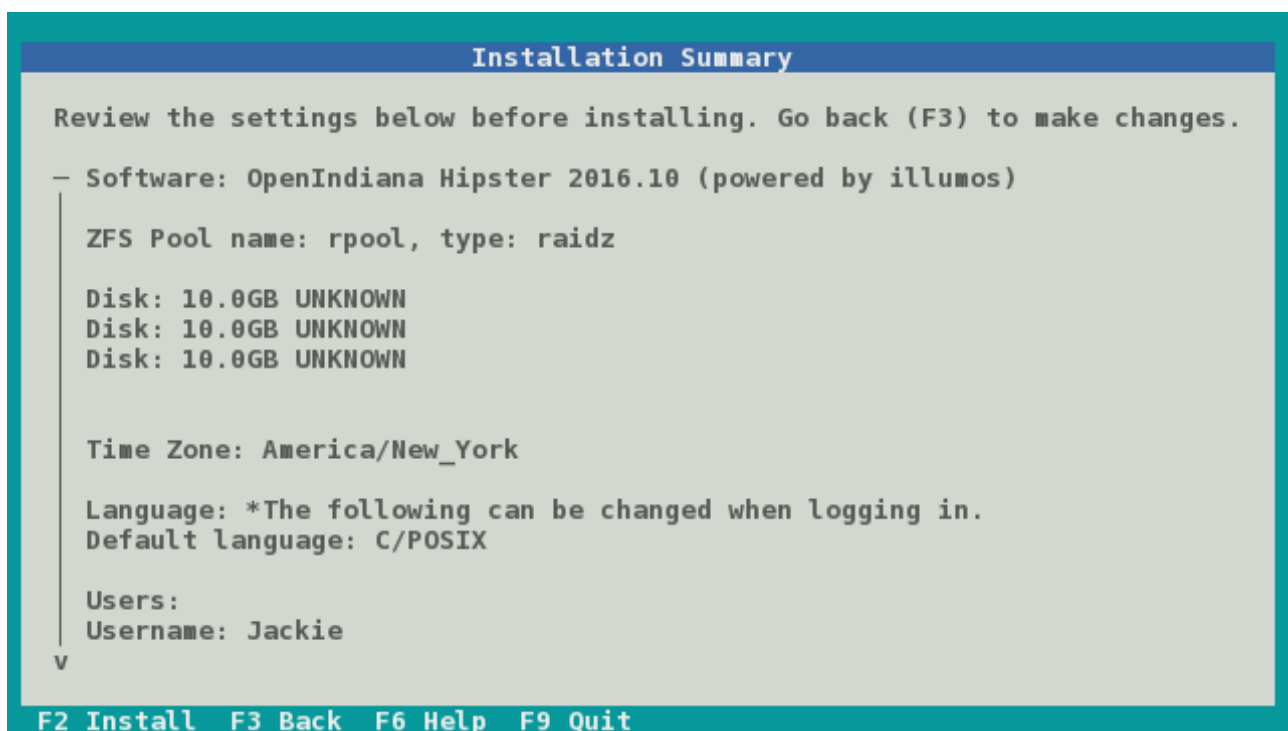 Installation Summary
Review the settings below before installing. Go back (F3) to make changes.
Software: OpenIndiana Hipster 2016.10 (powered by illumos)
ZFS Pool name: rpool, type: raidz
Disk: 10.0GB UNKNOWN
Disk: 10.0GB UNKNOWN
Disk: 10.0GB UNKNOWN
Time Zone: America/New_York
Language: *The following can be changed when logging in.
Default language: C/POSIX
Users:
Username: Jackie
v
F2 Install F3 Back F6 Help F9 Quit